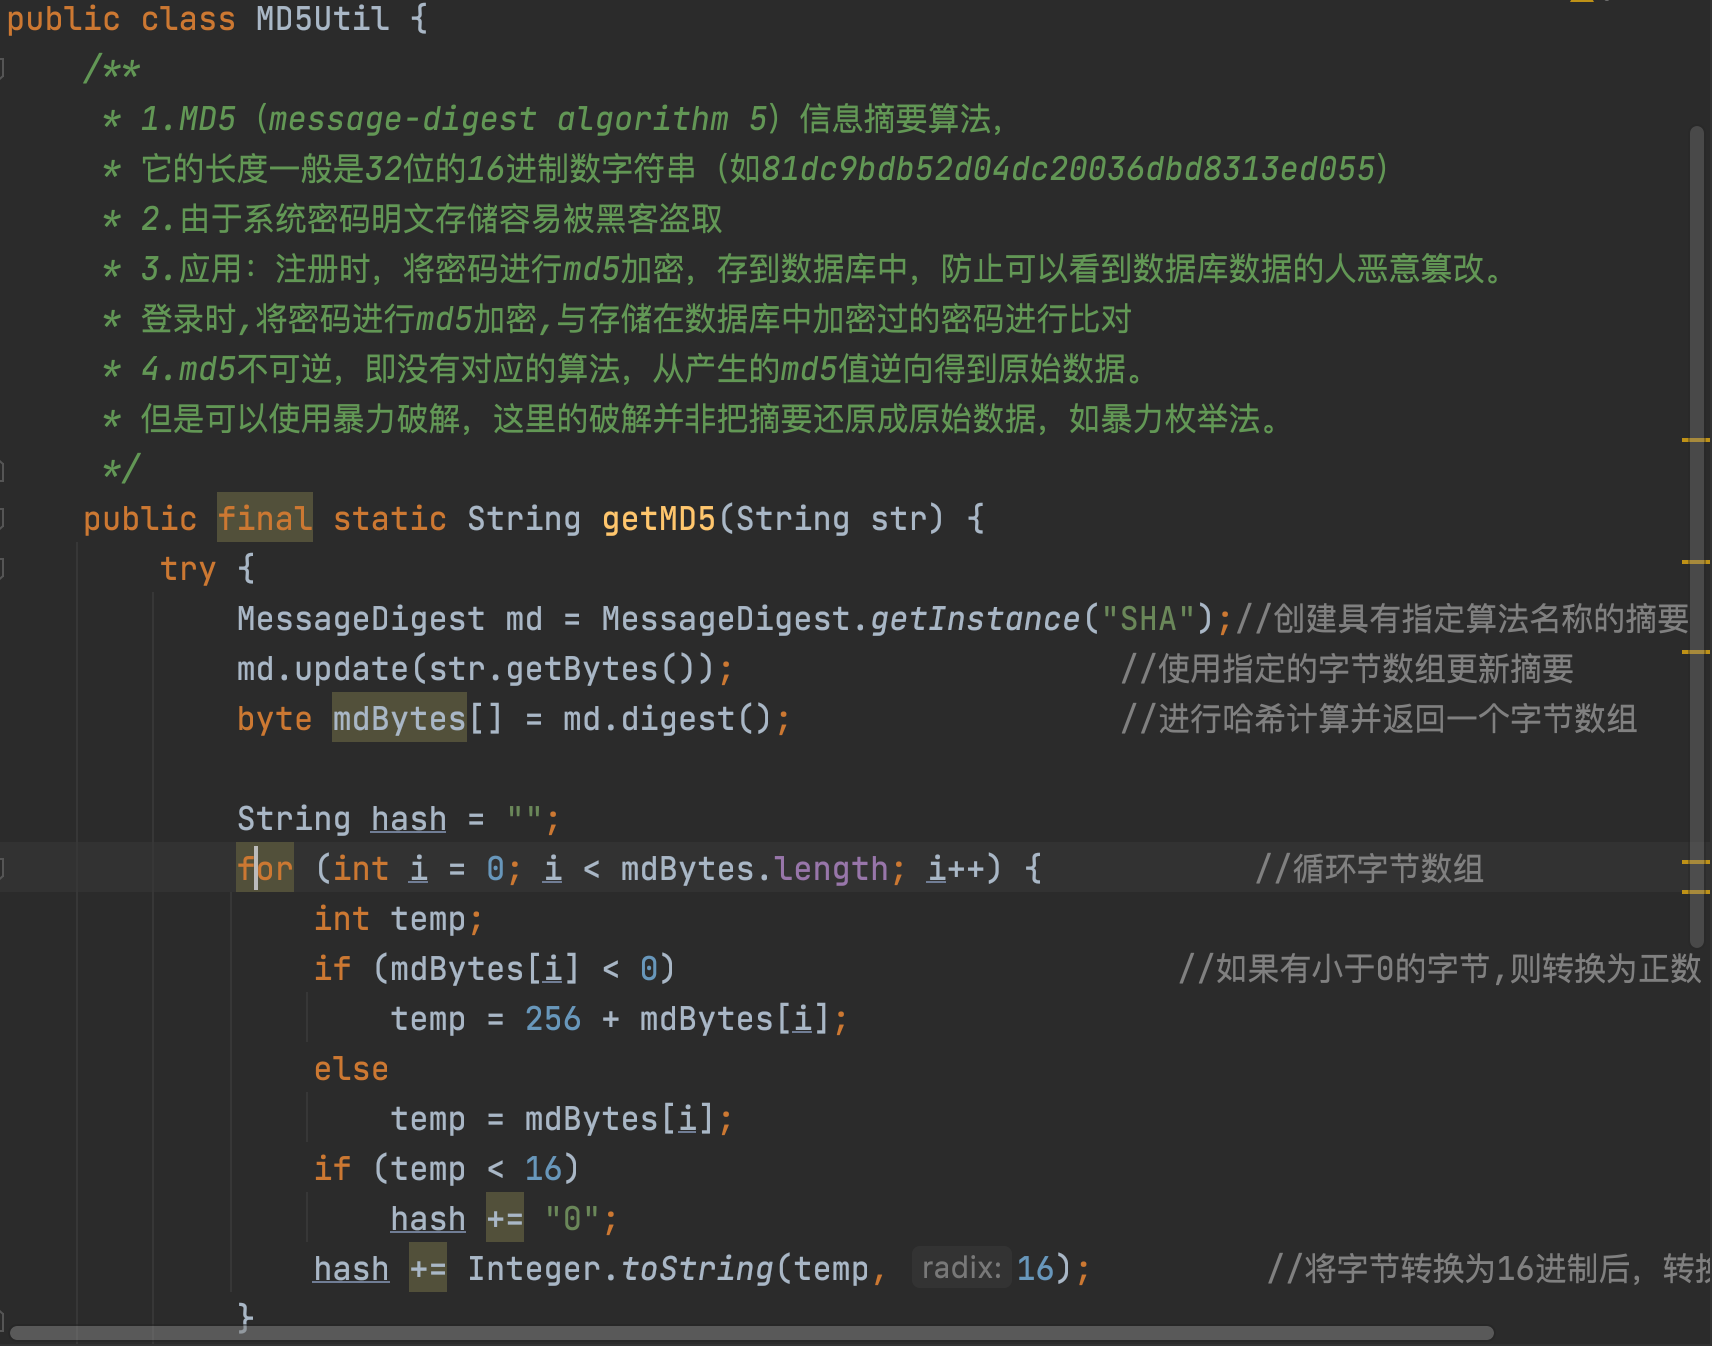 public class MD5Util {
/**
* 1.MD5（message-digest algorithm 5）信息摘要算法，
* 它的长度一般是32位的16进制数字符串（如81dc9bdb52d04dc20036dbd8313ed055）
* 2.由于系统密码明文存储容易被黑客盗取
* 3.应用：注册时，将密码进行md5加密，存到数据库中，防止可以看到数据库数据的人恶意篡改。
* 登录时,将密码进行md5加密,与存储在数据库中加密过的密码进行比对
* 4.md5不可逆，即没有对应的算法，从产生的md5值逆向得到原始数据。
* 但是可以使用暴力破解，这里的破解并非把摘要还原成原始数据，如暴力枚举法。
*/
public final static String getMD5(String str) {
try {
MessageDigest md = MessageDigest.getInstance("SHA");//创建具有指定算法名称的摘要
md.update(str.getBytes()); //使用指定的字节数组更新摘要
byte mdBytes[] = md.digest(); //进行哈希计算并返回一个字节数组
String hash = "";
for (int i = 0; i < mdBytes.length; i++) { //循环字节数组
int temp;
if (mdBytes[i] < 0) //如果有小于0的字节,则转换为正数
temp = 256 + mdBytes[i];
else
temp = mdBytes[i];
if (temp < 16)
hash += "0";
hash += Integer.toString(temp, radix: 16); //将字节转换为16进制后，转
}